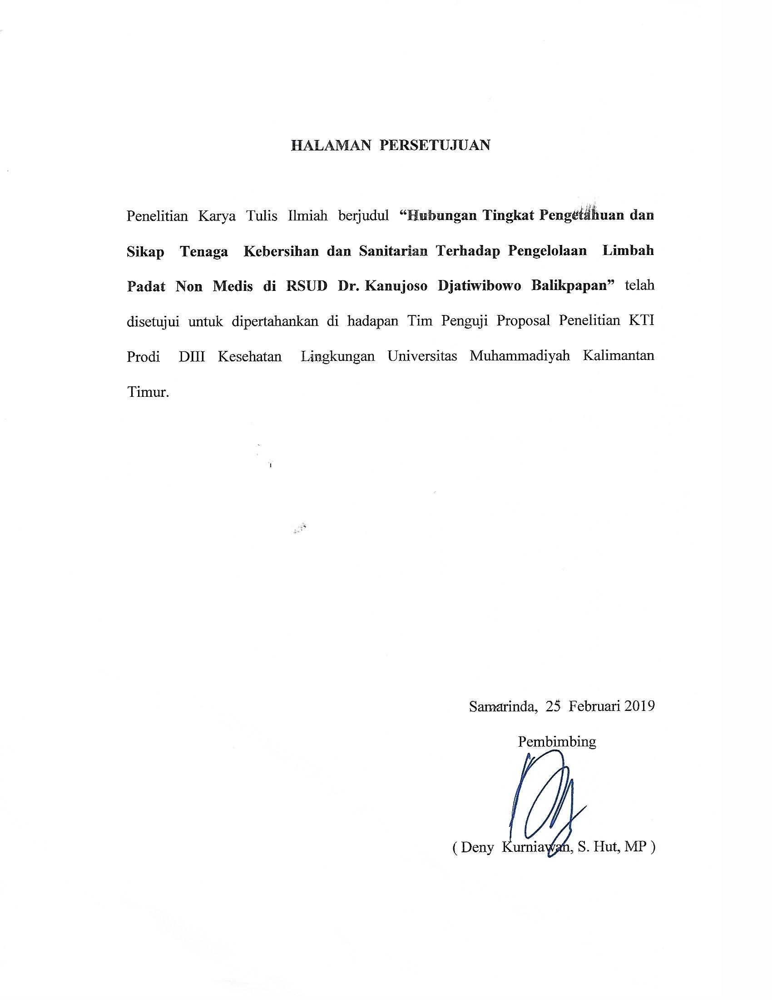 HALAMAN PERSETUJUAN
Penelitian Karya Tulis Ilmiah berjudul “Hubungan Tingkat Pengetahuan dan
Sikap Tenaga Kebersihan dan Sanitarian Terhadap Pengelolaan Limbah
Padat Non Medis di RSUD Dr. Kanujoso Djatiwibowo Balikpapan” telah
disetujui untuk dipertahankan di hadapan Tim Penguji Proposal Penelitian KTI
Prodi DIII Kesehatan Lingkungan Universitas Muhammadiyah Kalimantan
Timur.
Samarinda, 25 Februari 2019
Pembimbing
( Deny Kurniawan, S. Hut, MP )